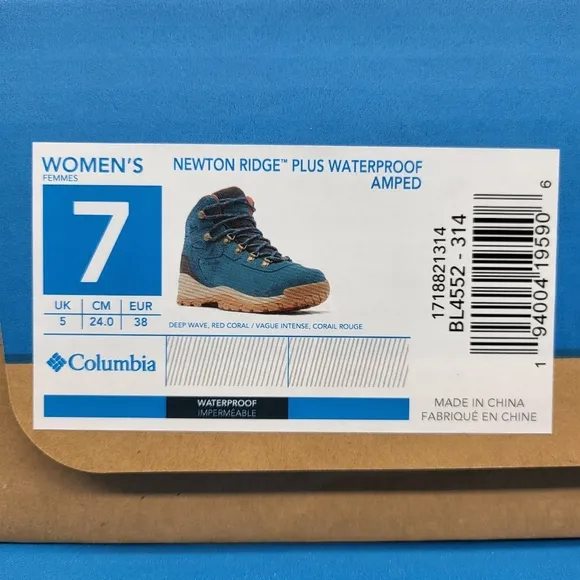 WOMEN'S
FEMMES
7
UK CM EUR
5 24.0 38
Columbia
NEWTON RIDGE™ PLUS WATERPROOF
AMPED
DEEP WAVE, RED CORAL / VAGUE INTENSE, CORAIL ROUGE
WATERPROOF
IMPERMÉABLE
1718821314
BL4552 - 314
1 94004 19590 6
MADE IN CHINA
FABRIQUÉ EN CHINE